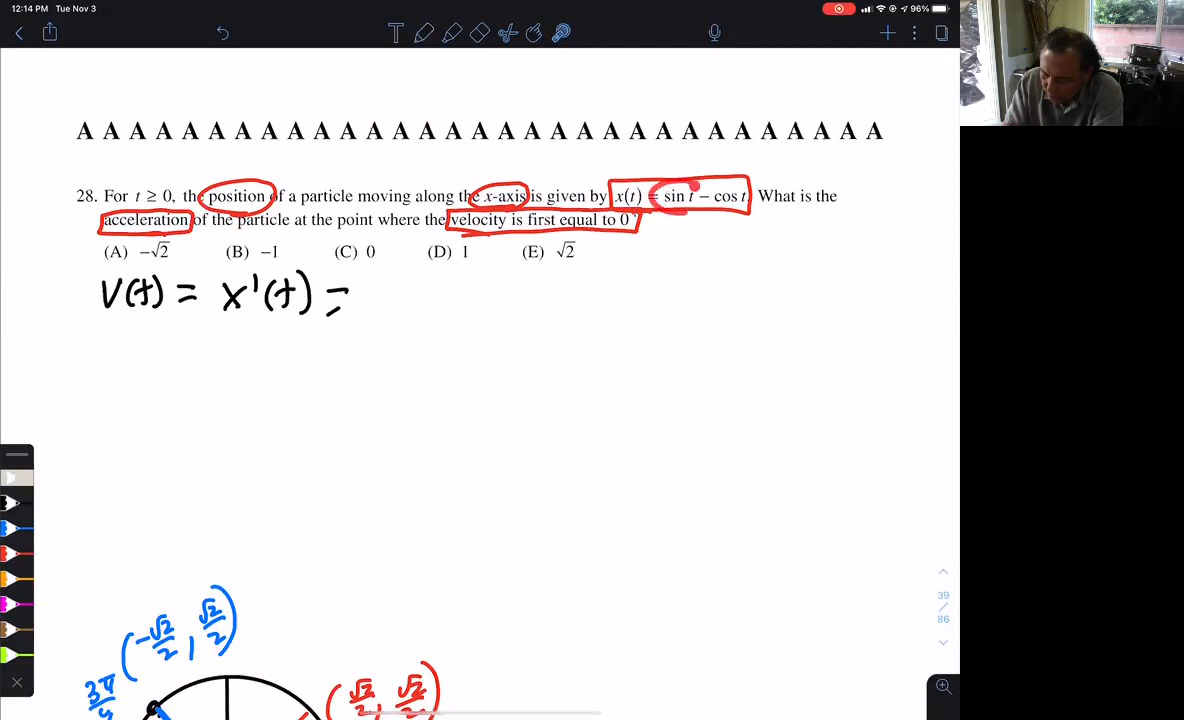 12:14 PM Tue Nov 3
96%
A A A A A A A A A A A A A A A A A A A A A A A A A A A A A A A
28. For t ≥ 0, the position of a particle moving along the x-axis is given by x(t) = sin t − cos t. What is the
acceleration of the particle at the point where the velocity is first equal to 0
(A) −√2 (B) −1 (C) 0 (D) 1 (E) √2
V(t) = x'(t) =
39
/
86
(-√2/2, √2/2)
(√2/2, √2/2)
3π/4